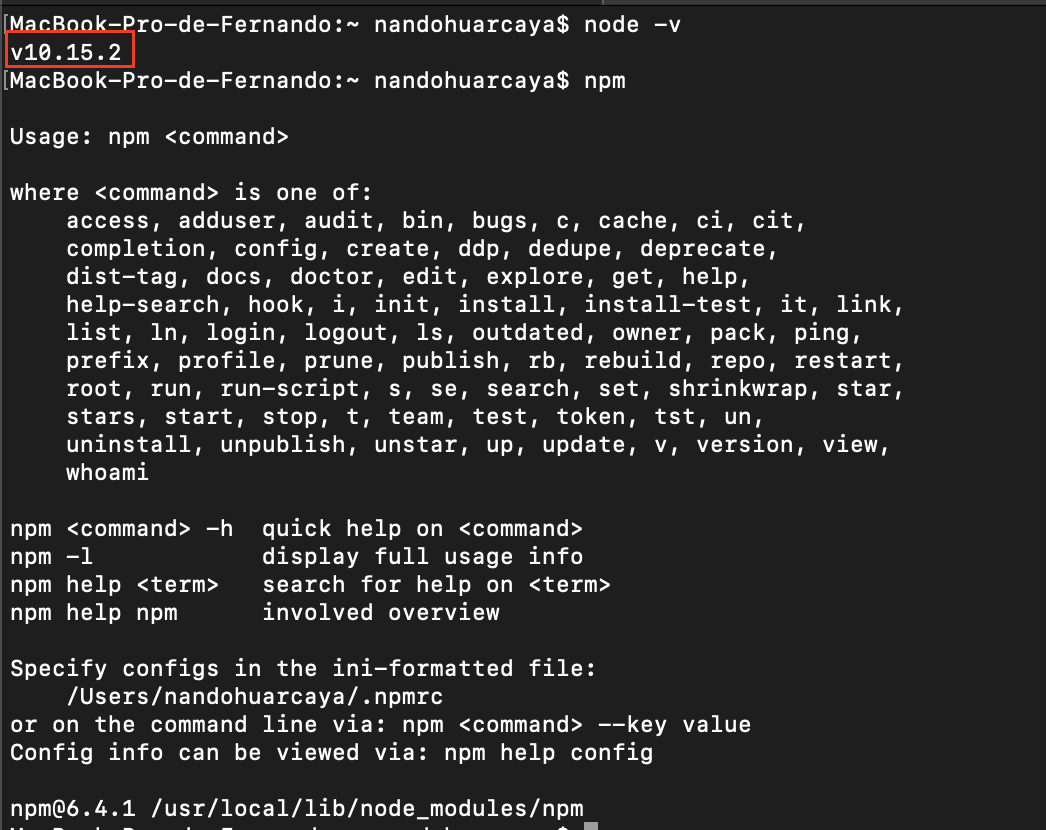 [MacBook-Pro-de-Fernando:~ nandohuarcaya$ node -v
v10.15.2
[MacBook-Pro-de-Fernando:~ nandohuarcaya$ npm
Usage: npm <command>
where <command> is one of:
    access, adduser, audit, bin, bugs, c, cache, ci, cit,
    completion, config, create, ddp, dedupe, deprecate,
    dist-tag, docs, doctor, edit, explore, get, help,
    help-search, hook, i, init, install, install-test, it, link,
    list, ln, login, logout, ls, outdated, owner, pack, ping,
    prefix, profile, prune, publish, rb, rebuild, repo, restart,
    root, run, run-script, s, se, search, set, shrinkwrap, star,
    stars, start, stop, t, team, test, token, tst, un,
    uninstall, unpublish, unstar, up, update, v, version, view,
    whoami
npm <command> -h  quick help on <command>
npm -l            display full usage info
npm help <term>   search for help on <term>
npm help npm      involved overview
Specify configs in the ini-formatted file:
    /Users/nandohuarcaya/.npmrc
or on the command line via: npm <command> --key value
Config info can be viewed via: npm help config
npm@6.4.1 /usr/local/lib/node_modules/npm